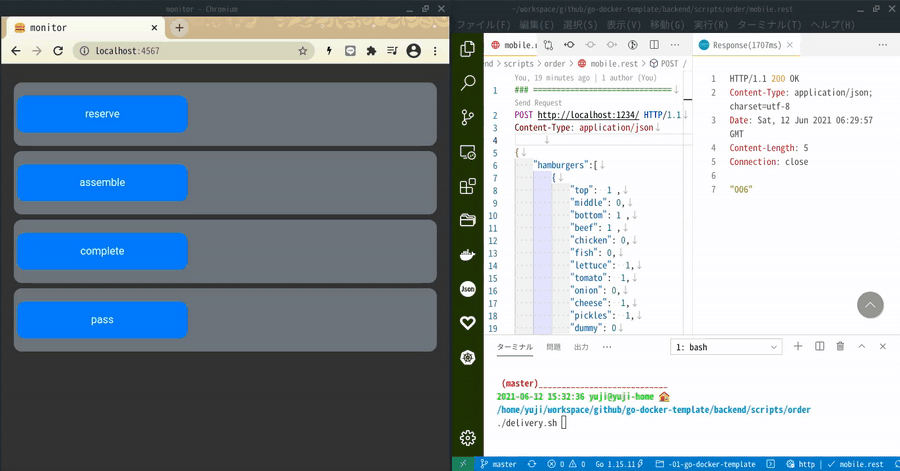 monitor - Chromium
monitor
localhost:4567
reserve
assemble
complete
pass
~/workspace/github/go-docker-template/backend/scripts/order/mobile.rest
ファイル(F) 編集(E) 選択(S) 表示(V) 移動(G) 実行(R) ターミナル(T) ヘルプ(H)
mobile.r
end > scripts > order > mobile.rest > POST /
You, 19 minutes ago | 1 author (You)
1 ### ==============================↓
Send Request
2 POST http://localhost:1234/ HTTP/1.1↓
3 Content-Type: application/json↓
4 ↓
5 {↓
6 "hamburgers":[↓
7 {↓
8 "top": 1 ,↓
9 "middle": 0,↓
10 "bottom": 1 ,↓
11 "beef": 1 ,↓
12 "chicken": 0,↓
13 "fish": 0,↓
14 "lettuce": 1,↓
15 "tomato": 1,↓
16 "onion": 0,↓
17 "cheese": 1,↓
18 "pickles": 1,↓
19 "dummy": 0↓
Response(1707ms)
1 HTTP/1.1 200 OK
2 Content-Type: application/json;
charset=utf-8
3 Date: Sat, 12 Jun 2021 06:29:57
GMT
4 Content-Length: 5
5 Connection: close
6
7 "006"
Json
ターミナル 問題 出力 ···
1: bash
(master)____________________________
2021-06-12 15:32:36 yuji@yuji-home
/home/yuji/workspace/github/go-docker-template/backend/scripts/order
./delivery.sh
master
0 0
Go 1.15.11
-01-go-docker-template
http
mobile.rest